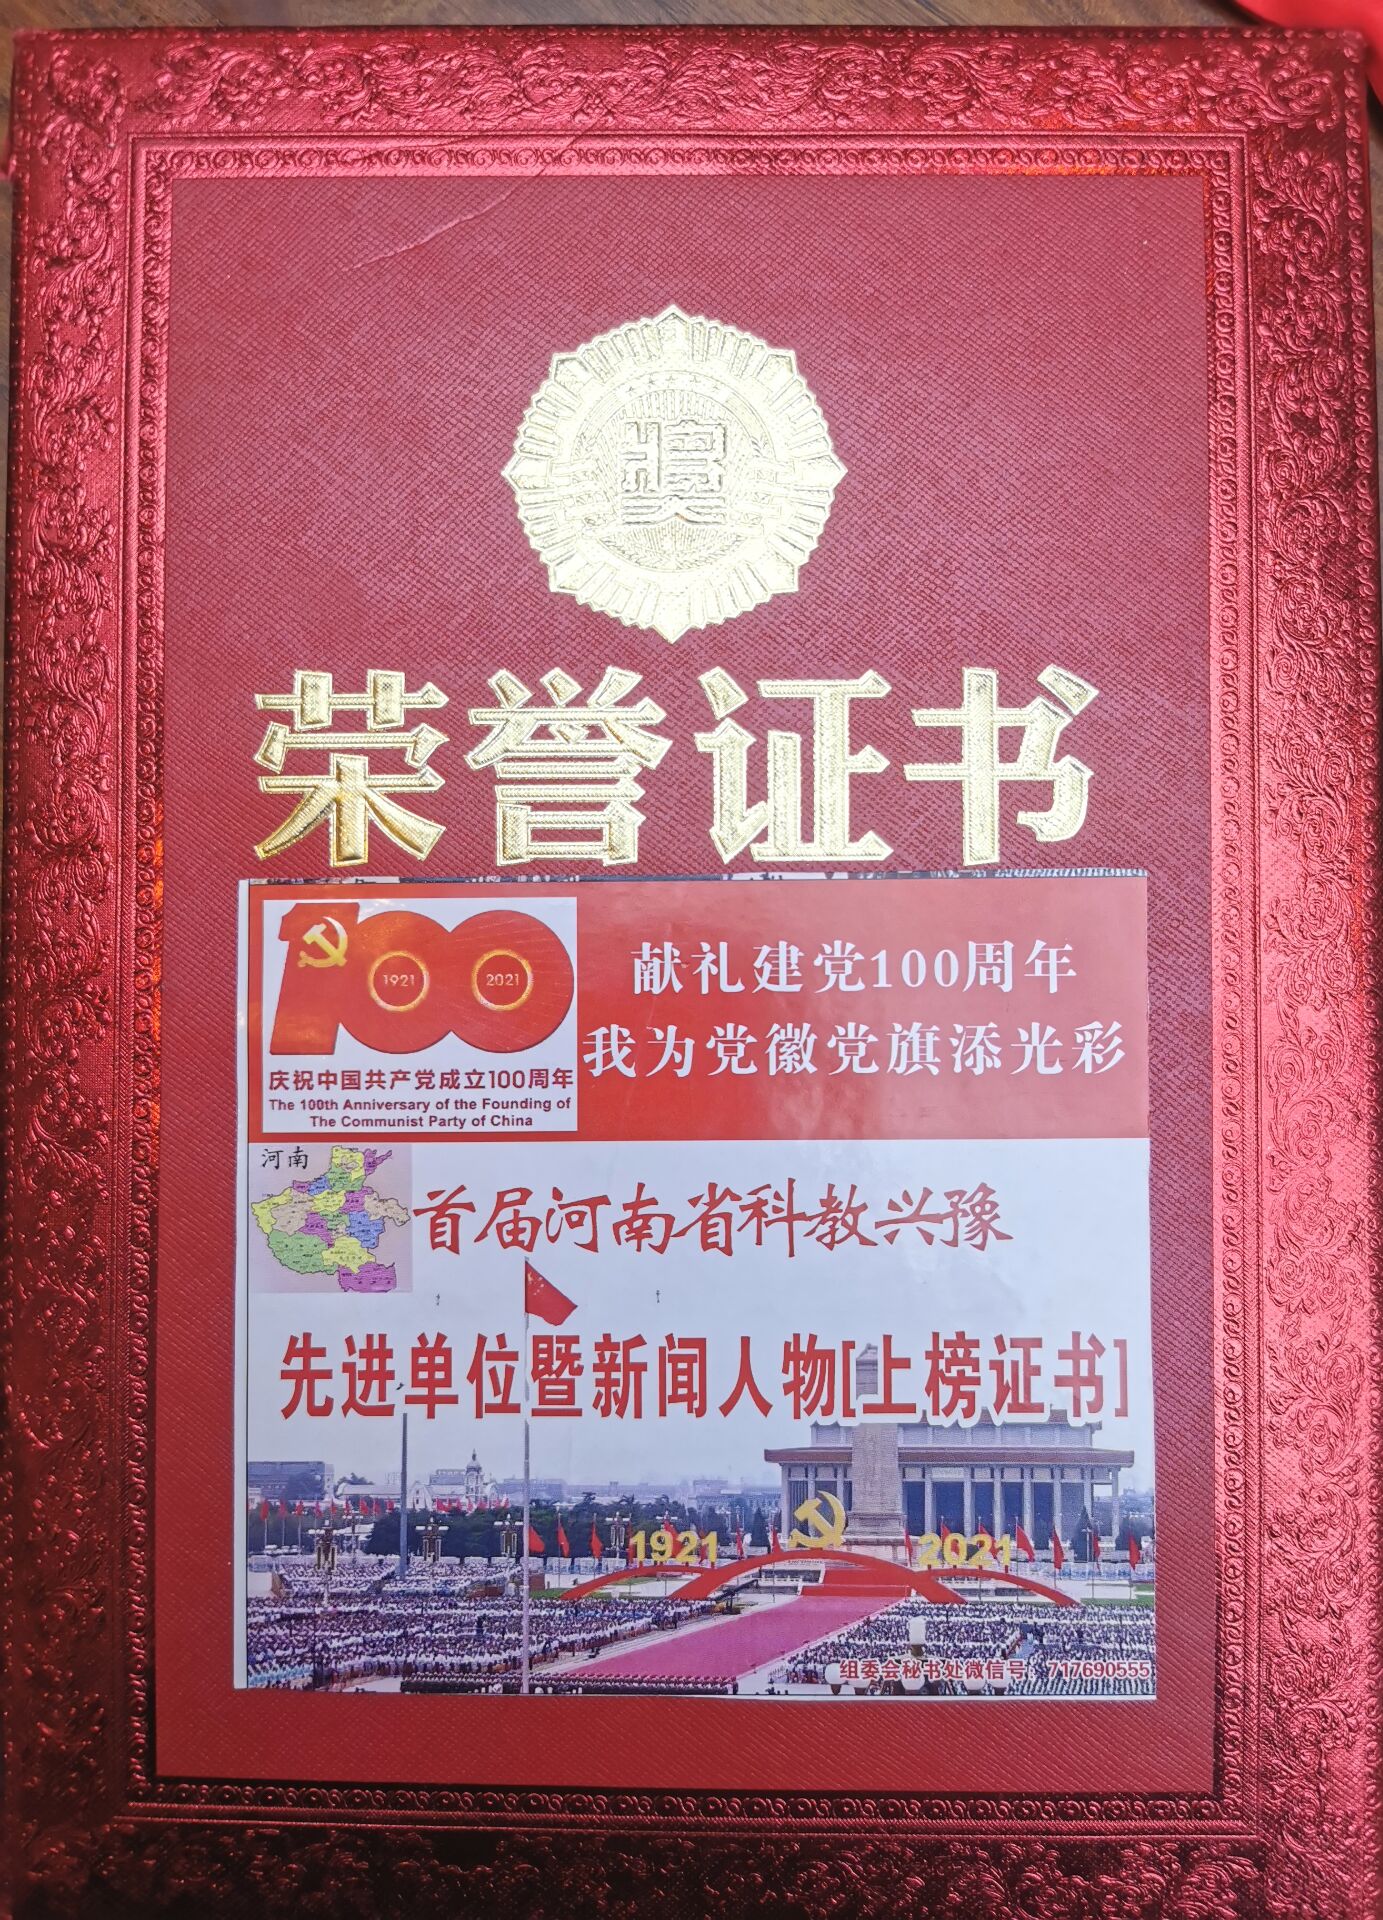 奖
荣誉证书
1921
2021
庆祝中国共产党成立100周年
The 100th Anniversary of the Founding of
The Communist Party of China
献礼建党100周年
我为党徽党旗添光彩
河南
首届河南省科教兴豫
先进单位暨新闻人物[上榜证书]
1921
2021
组委会秘书处微信号：717690555